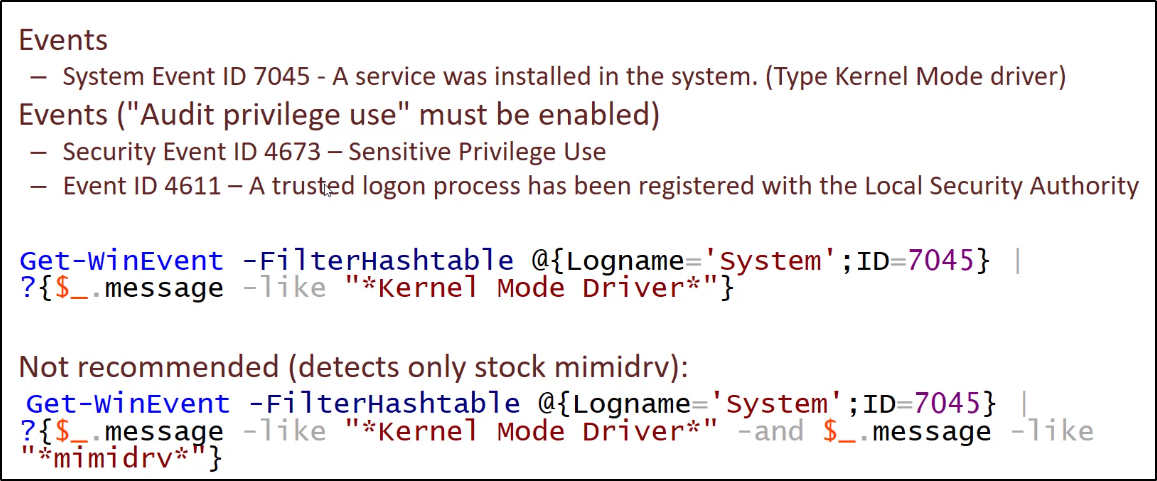 Events
– System Event ID 7045 - A service was installed in the system. (Type Kernel Mode driver)
Events ("Audit privilege use" must be enabled)
– Security Event ID 4673 – Sensitive Privilege Use
– Event ID 4611 – A trusted logon process has been registered with the Local Security Authority
Get-WinEvent -FilterHashtable @{Logname='System';ID=7045} |
?{$_.message -like "*Kernel Mode Driver*"}
Not recommended (detects only stock mimidrv):
Get-WinEvent -FilterHashtable @{Logname='System';ID=7045} |
?{$_.message -like "*Kernel Mode Driver*" -and $_.message -like
"*mimidrv*"}